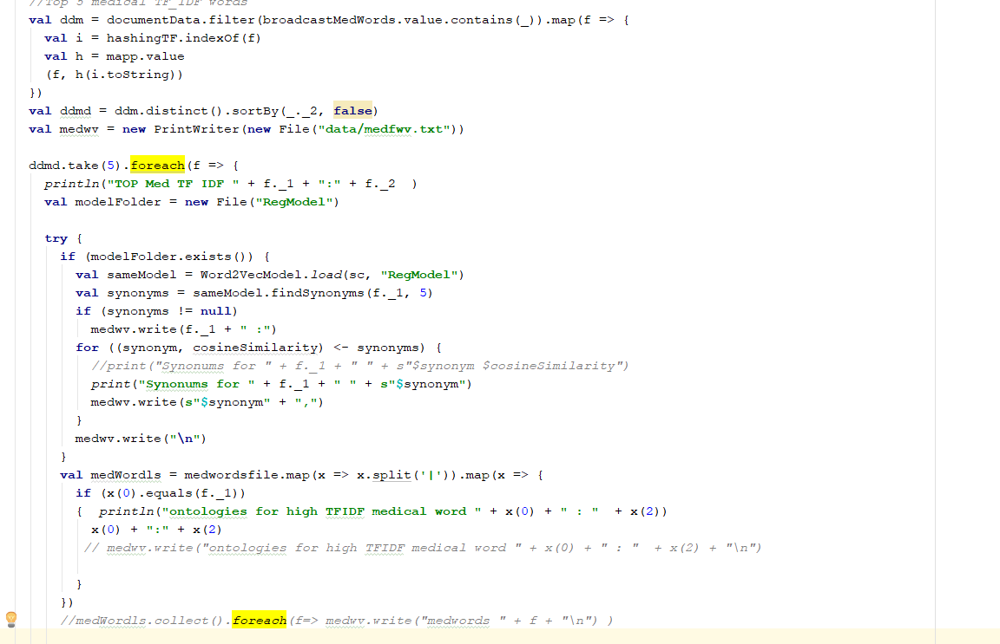 //Top 5 medical TF_IDF words
val ddm = documentData.filter(broadcastMedWords.value.contains(_)).map(f => {
val i = hashingTF.indexOf(f)
val h = mapp.value
(f, h(i.toString))
})
val ddmd = ddm.distinct().sortBy(_._2, false)
val medwv = new PrintWriter(new File("data/medfwv.txt"))
ddmd.take(5).foreach(f => {
println("TOP Med TF IDF " + f._1 + ":" + f._2  )
val modelFolder = new File("RegModel")
try {
if (modelFolder.exists()) {
val sameModel = Word2VecModel.load(sc, "RegModel")
val synonyms = sameModel.findSynonyms(f._1, 5)
if (synonyms != null)
medwv.write(f._1 + " :")
for ((synonym, cosineSimilarity) <- synonyms) {
//print("Synonums for " + f._1 + " " + s"$synonym $cosineSimilarity")
print("Synonums for " + f._1 + " " + s"$synonym")
medwv.write(s"$synonym" + ",")
}
medwv.write("\n")
}
val medWordls = medwordsfile.map(x => x.split('|')).map(x => {
if (x(0).equals(f._1))
{  println("ontologies for high TFIDF medical word " + x(0) + " : "  + x(2))
x(0) + ":" + x(2)
// medwv.write("ontologies for high TFIDF medical word " + x(0) + " : "  + x(2) + "\n")
}
})
//medWordls.collect().foreach(f=> medwv.write("medwords " + f + "\n") )